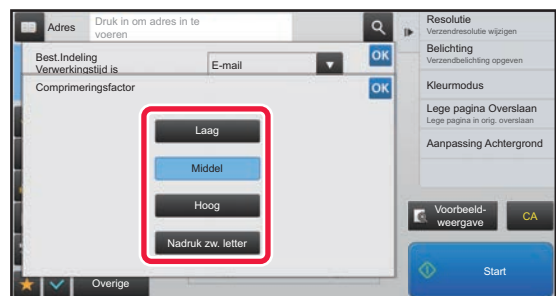 Adres
Druk in om adres in te
voeren
Best.Indeling
Verwerkingstijd is
E-mail
OK
Comprimeringsfactor
OK
Laag
Middel
Hoog
Nadruk zw. letter
Overige
Resolutie
Verzendresolutie wijzigen
Belichting
Verzendbelichting opgeven
Kleurmodus
Lege pagina Overslaan
Lege pagina in orig. overslaan
Aanpassing Achtergrond
Voorbeeld-
weergave
CA
Start